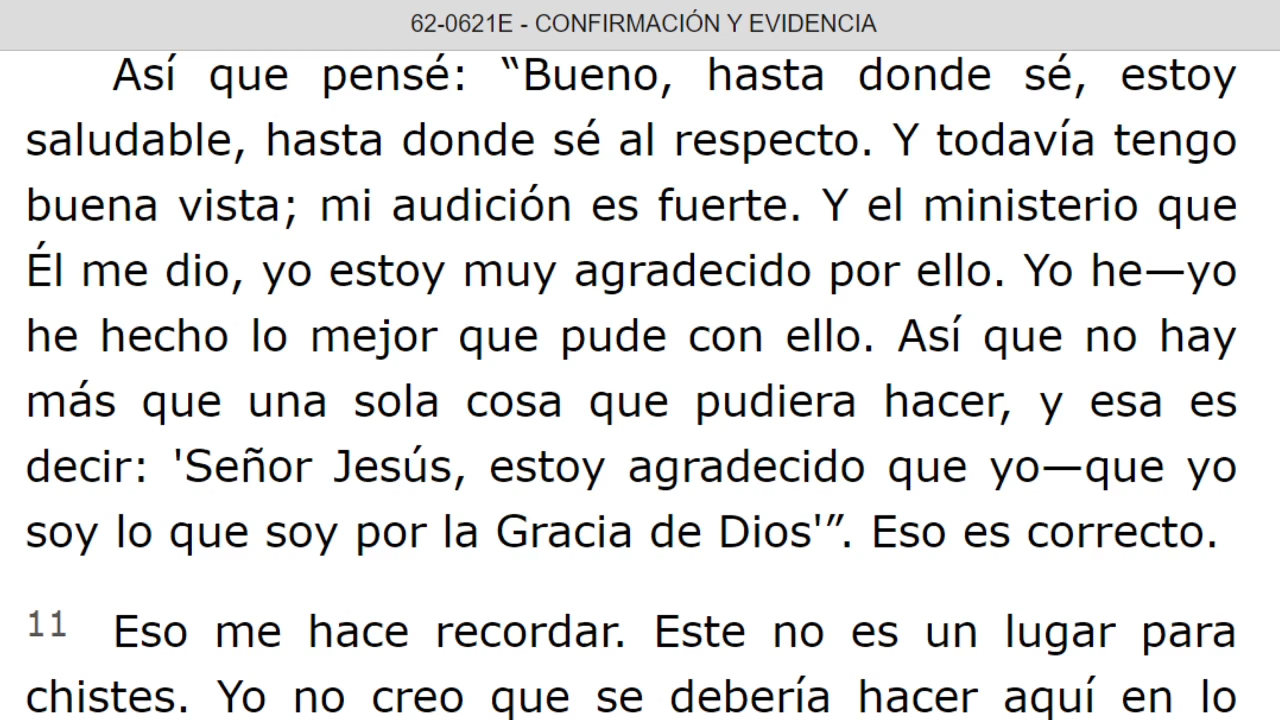 62-0621E - CONFIRMACIÓN Y EVIDENCIA
Así que pensé: “Bueno, hasta donde sé, estoy
saludable, hasta donde sé al respecto. Y todavía tengo
buena vista; mi audición es fuerte. Y el ministerio que
Él me dio, yo estoy muy agradecido por ello. Yo he—yo
he hecho lo mejor que pude con ello. Así que no hay
más que una sola cosa que pudiera hacer, y esa es
decir: 'Señor Jesús, estoy agradecido que yo—que yo
soy lo que soy por la Gracia de Dios'”. Eso es correcto.
11 Eso me hace recordar. Este no es un lugar para
chistes. Yo no creo que se debería hacer aquí en lo